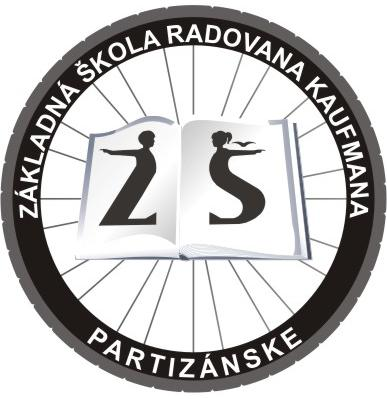 ZÁKLADNÁ ŠKOLA RADOVANA KAUFMANA
ZŠ
PARTIZÁNSKE